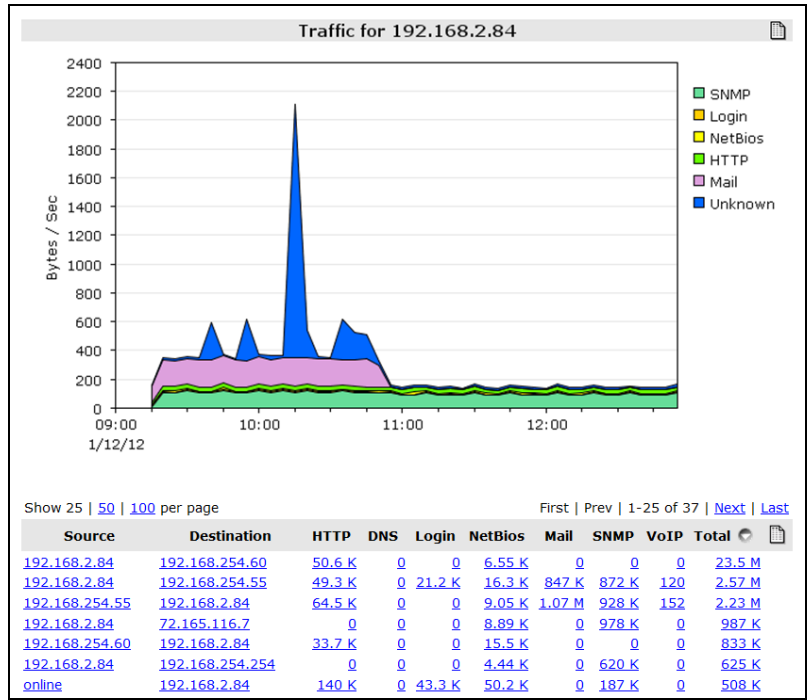 Traffic for 192.168.2.84
2400
2200
2000
1800
1600
1400
1200
1000
800
600
400
200
0
Bytes / Sec
09:00 10:00 11:00 12:00
1/12/12
SNMP
Login
NetBios
HTTP
Mail
Unknown
Show 25 | 50 | 100 per page First | Prev | 1-25 of 37 | Next | Last
Source Destination HTTP DNS Login NetBios Mail SNMP VoIP Total
192.168.2.84 192.168.254.60 50.6 K 0 0 6.55 K 0 0 0 23.5 M
192.168.2.84 192.168.254.55 49.3 K 0 21.2 K 16.3 K 847 K 872 K 120 2.57 M
192.168.254.55 192.168.2.84 64.5 K 0 0 9.05 K 1.07 M 928 K 152 2.23 M
192.168.2.84 72.165.116.7 0 0 0 8.89 K 0 978 K 0 987 K
192.168.254.60 192.168.2.84 33.7 K 0 0 15.5 K 0 0 0 833 K
192.168.2.84 192.168.254.254 0 0 0 4.44 K 0 620 K 0 625 K
online 192.168.2.84 140 K 0 43.3 K 50.2 K 0 187 K 0 508 K